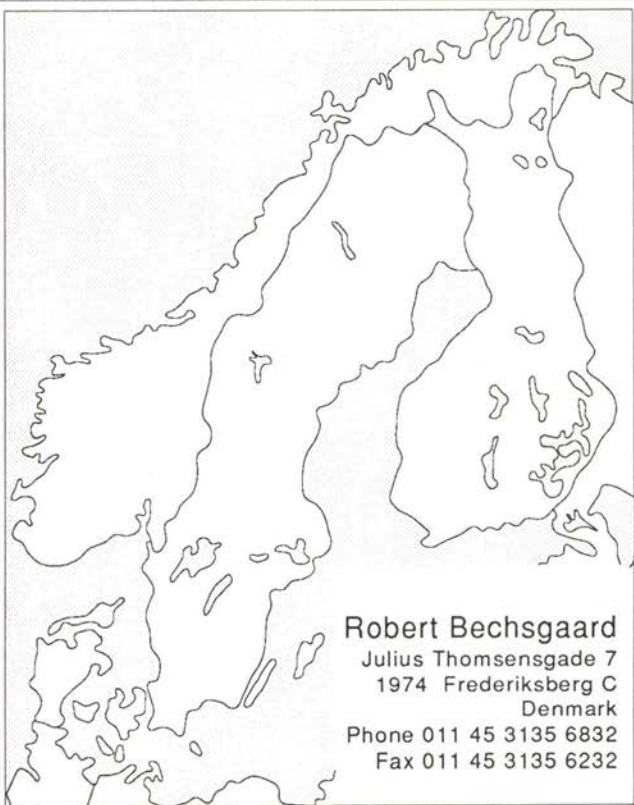 Robert Bechsgaard
Julius Thomsensgade 7
1974 Frederiksberg C
Denmark
Phone 011 45 3135 6832
Fax 011 45 3135 6232